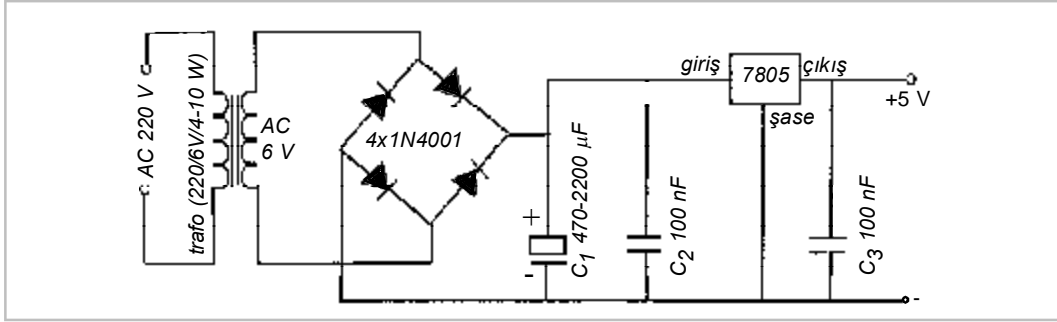 AC 220 V
trafo (220/6V/4-10 W)
AC
6 V
4x1N4001
+
-
C1 470-2200 μF
C2 100 nF
giriş
7805
çıkış
şase
+5 V
C3 100 nF
-